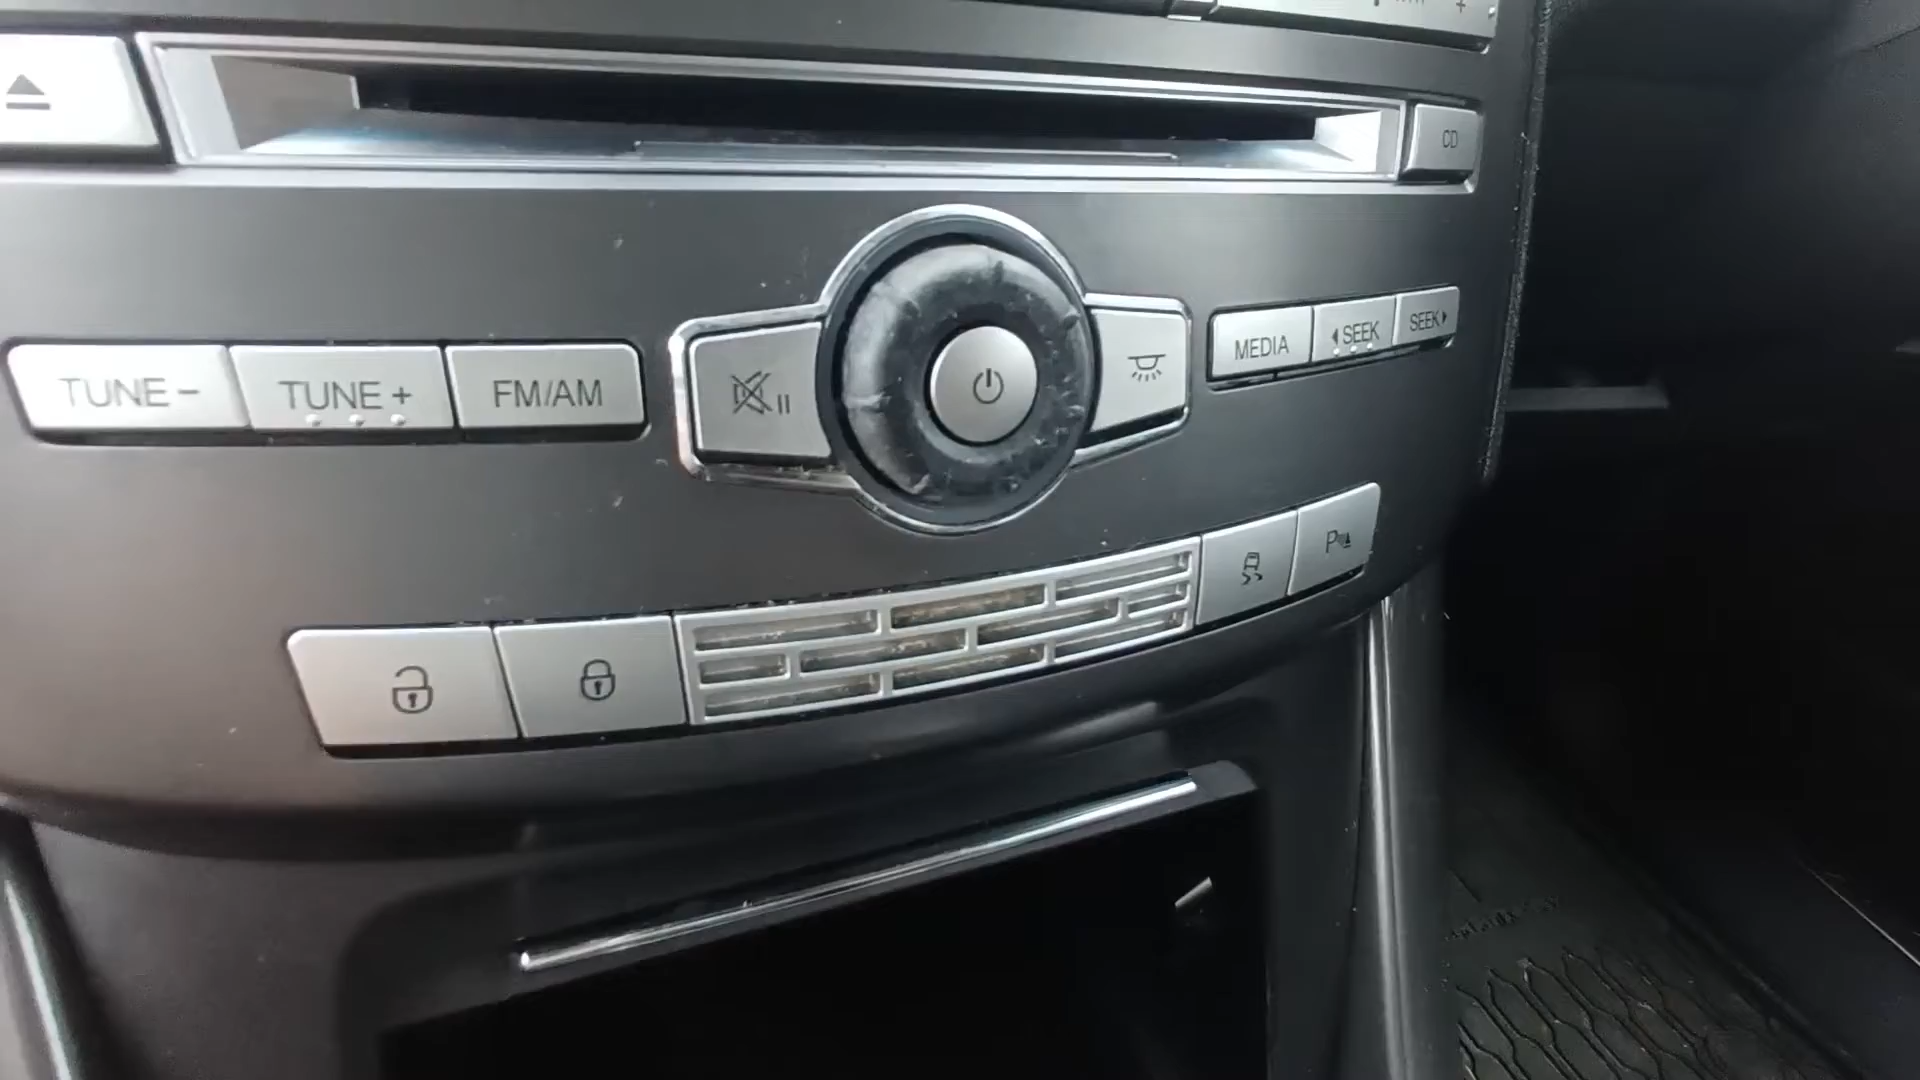 CD
TUNE −
TUNE +
FM/AM
MEDIA
SEEK
SEEK
P